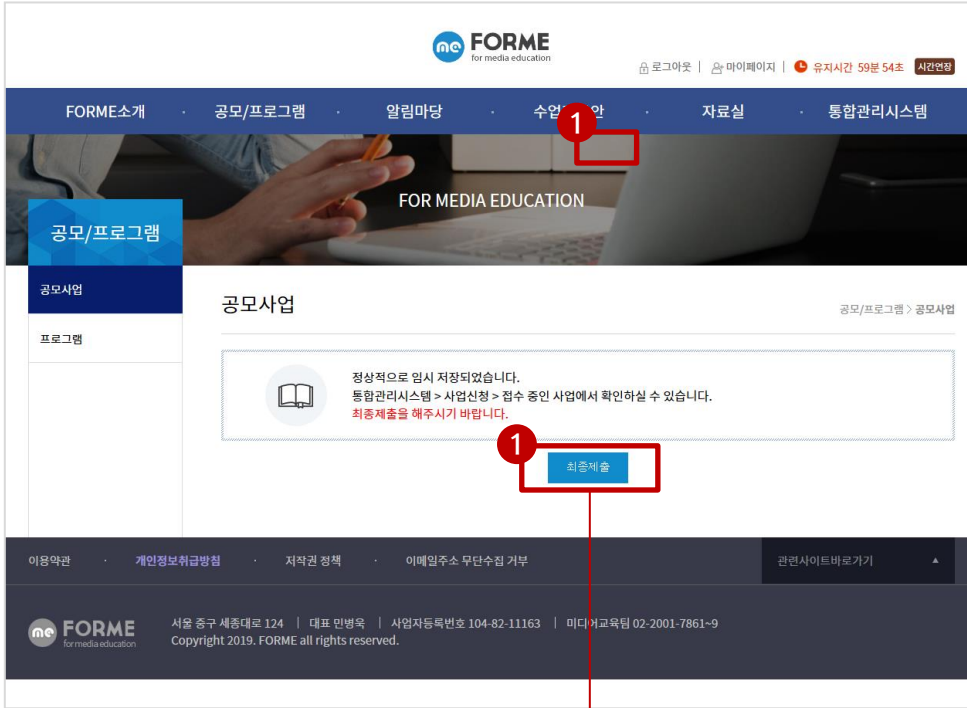 me FORME
for media education
로그아웃 | 마이페이지 | 유지시간 59분 54초 시간연장
FORME소개 · 공모/프로그램 · 알림마당 · 수업 안 · 자료실 · 통합관리시스템
1
FOR MEDIA EDUCATION
공모/프로그램
공모사업
프로그램
공모사업
공모/프로그램 > 공모사업
정상적으로 임시 저장되었습니다.
통합관리시스템 > 사업신청 > 접수 중인 사업에서 확인하실 수 있습니다.
최종제출을 해주시기 바랍니다.
1
최종제출
이용약관 · 개인정보취급방침 · 저작권 정책 · 이메일주소 무단수집 거부
관련사이트바로가기 ▲
me FORME
for media education
서울 중구 세종대로 124 | 대표 민병욱 | 사업자등록번호 104-82-11163 | 미디어교육팀 02-2001-7861~9
Copyright 2019. FORME all rights reserved.